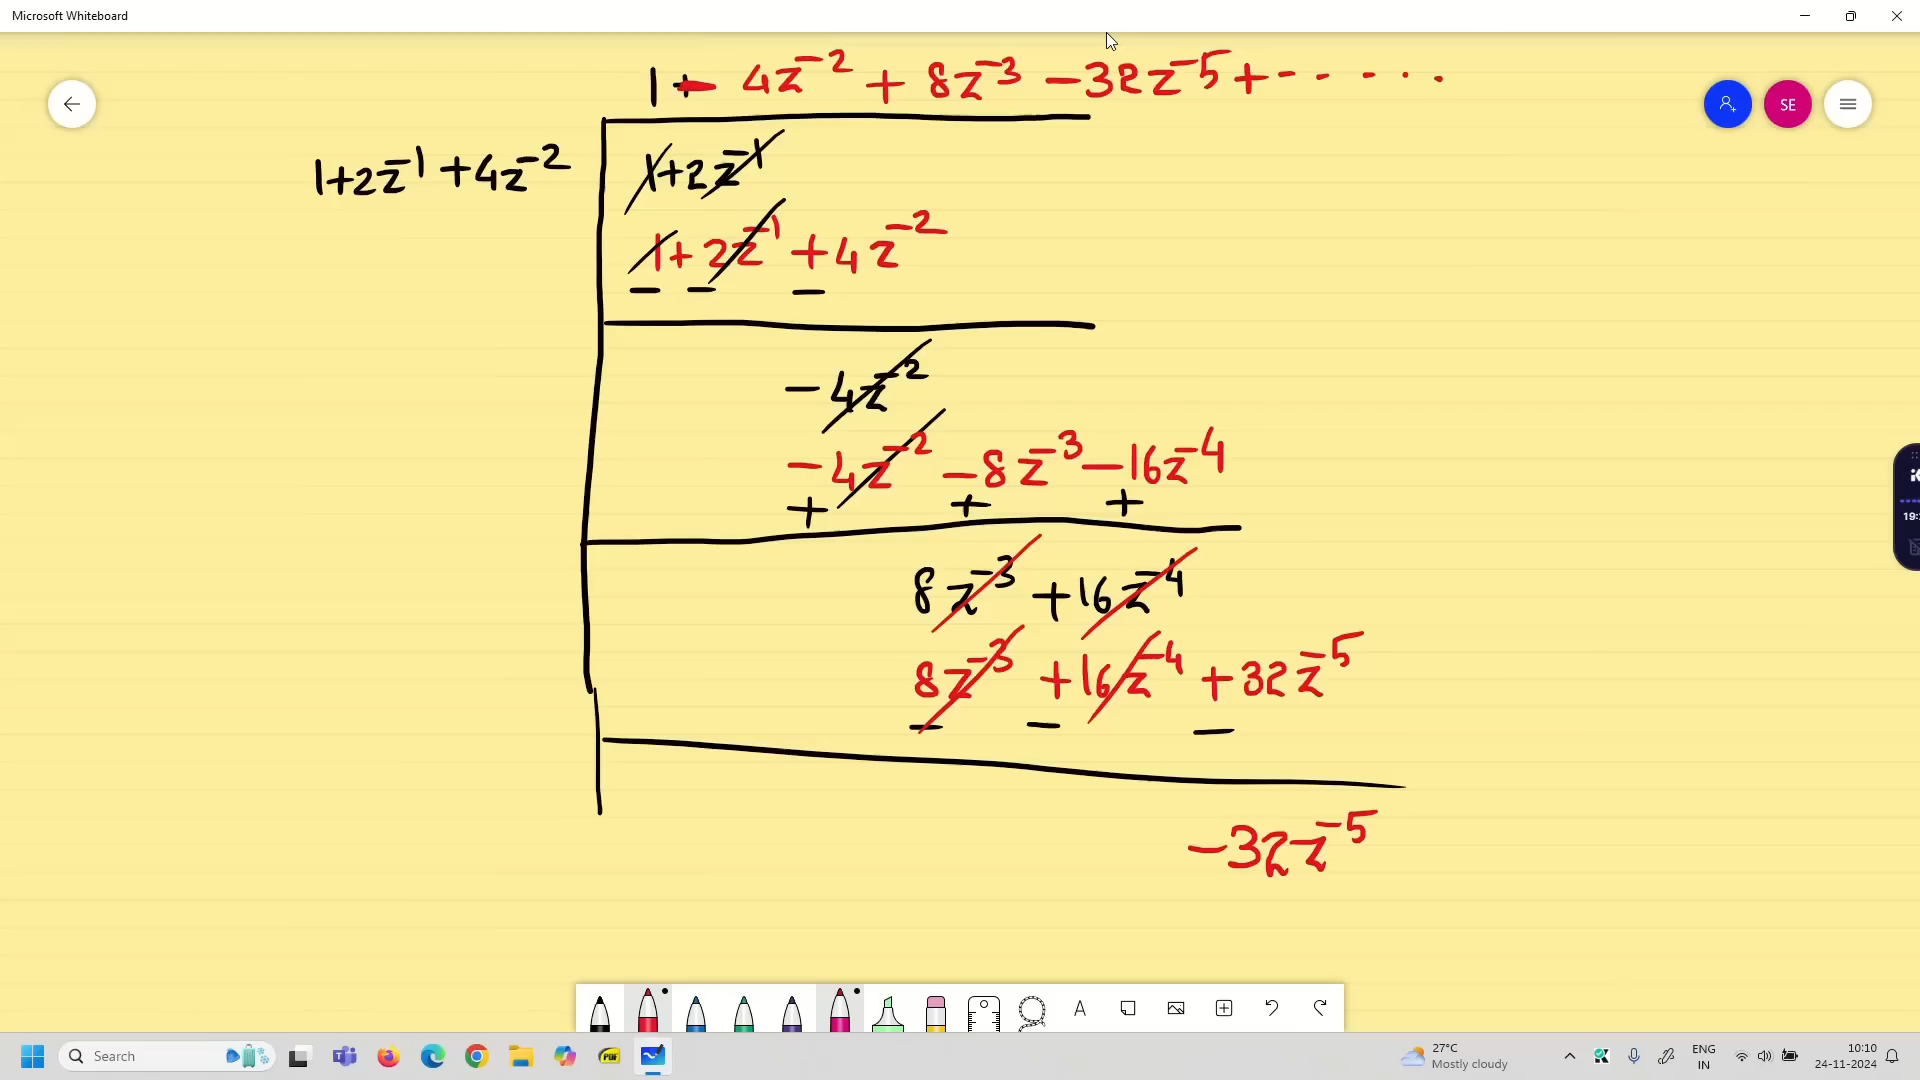 Microsoft Whiteboard
1 - 4z⁻² + 8z⁻³ - 32z⁻⁵ + - - - . . .
SE
1+2z⁻¹ + 4z⁻²
1+2z⁻¹
1+ 2z⁻¹ + 4z⁻²
- - -
-4z⁻²
-4z⁻² - 8z⁻³ - 16z⁻⁴
+ + +
19:
8z⁻³ + 16z⁻⁴
8z⁻³ + 16z⁻⁴ + 32z⁻⁵
- - -
-32z⁻⁵
A
Search
PDF
27°C
Mostly cloudy
ENG
IN
10:10
24-11-2024